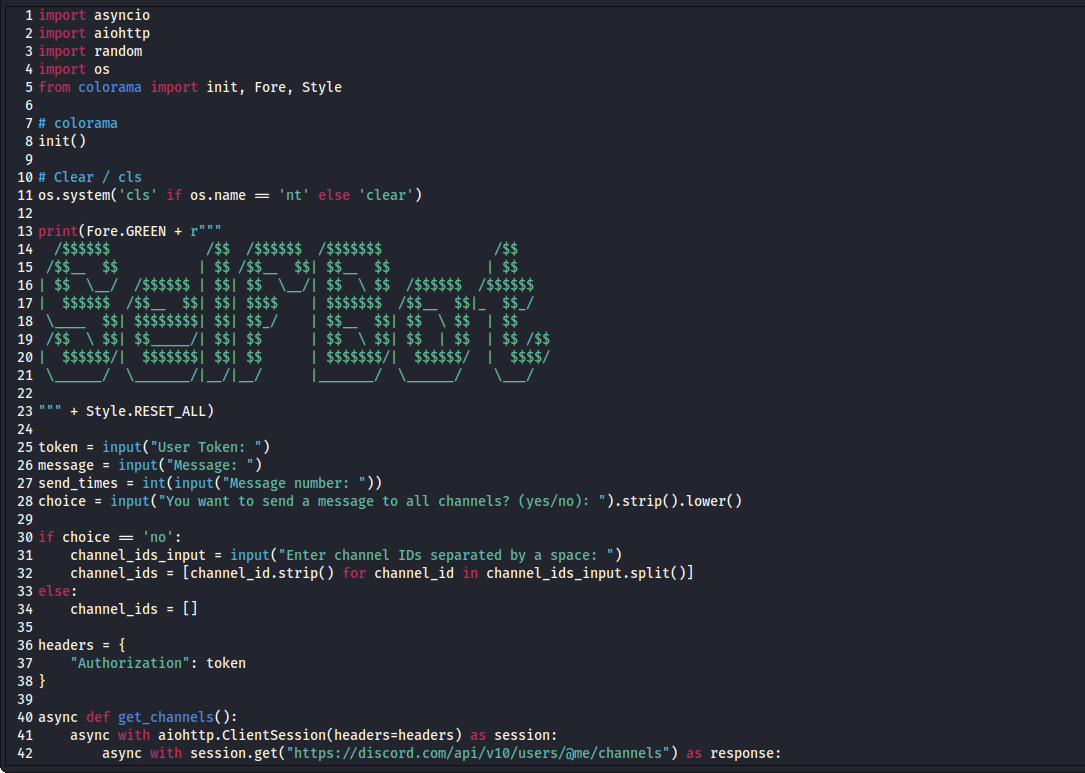 1 import asyncio
2 import aiohttp
3 import random
4 import os
5 from colorama import init, Fore, Style
6
7 # colorama
8 init()
9
10 # Clear / cls
11 os.system('cls' if os.name == 'nt' else 'clear')
12
13 print(Fore.GREEN + r"""
14   /$$$$$$            /$$  /$$$$$$  /$$$$$$$              /$$
15  /$$__  $$          | $$ /$$__  $$| $$__  $$            | $$
16 | $$  \__/  /$$$$$$ | $$| $$  \__/| $$  \ $$  /$$$$$$  /$$$$$$
17 |  $$$$$$  /$$__  $$| $$| $$$$    | $$$$$$$  /$$__  $$|_  $$_/
18  \____  $$| $$$$$$$$| $$| $$_/    | $$__  $$| $$  \ $$  | $$
19  /$$  \ $$| $$_____/| $$| $$      | $$  \ $$| $$  | $$  | $$ /$$
20 |  $$$$$$/|  $$$$$$$| $$| $$      | $$$$$$$/|  $$$$$$/  |  $$$$/
21  \______/  \_______/|__/|__/      |_______/  \______/    \___/
22
23 """ + Style.RESET_ALL)
24
25 token = input("User Token: ")
26 message = input("Message: ")
27 send_times = int(input("Message number: "))
28 choice = input("You want to send a message to all channels? (yes/no): ").strip().lower()
29
30 if choice == 'no':
31     channel_ids_input = input("Enter channel IDs separated by a space: ")
32     channel_ids = [channel_id.strip() for channel_id in channel_ids_input.split()]
33 else:
34     channel_ids = []
35
36 headers = {
37     "Authorization": token
38 }
39
40 async def get_channels():
41     async with aiohttp.ClientSession(headers=headers) as session:
42         async with session.get("https://discord.com/api/v10/users/@me/channels") as response: